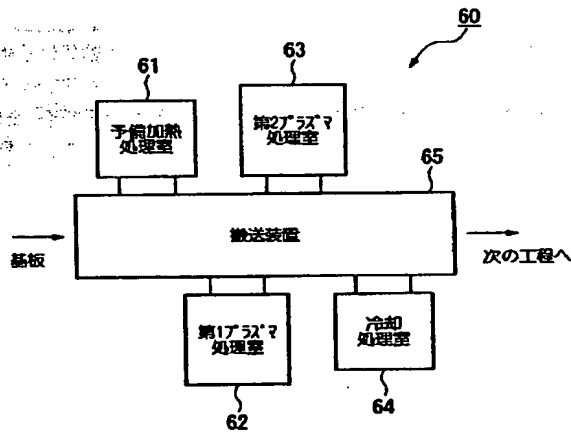 60
61
63
予備加熱
処理室
第2プラズマ
処理室
65
基板
搬送装置
次の工程へ
第1プラズマ
処理室
冷却
処理室
62
64